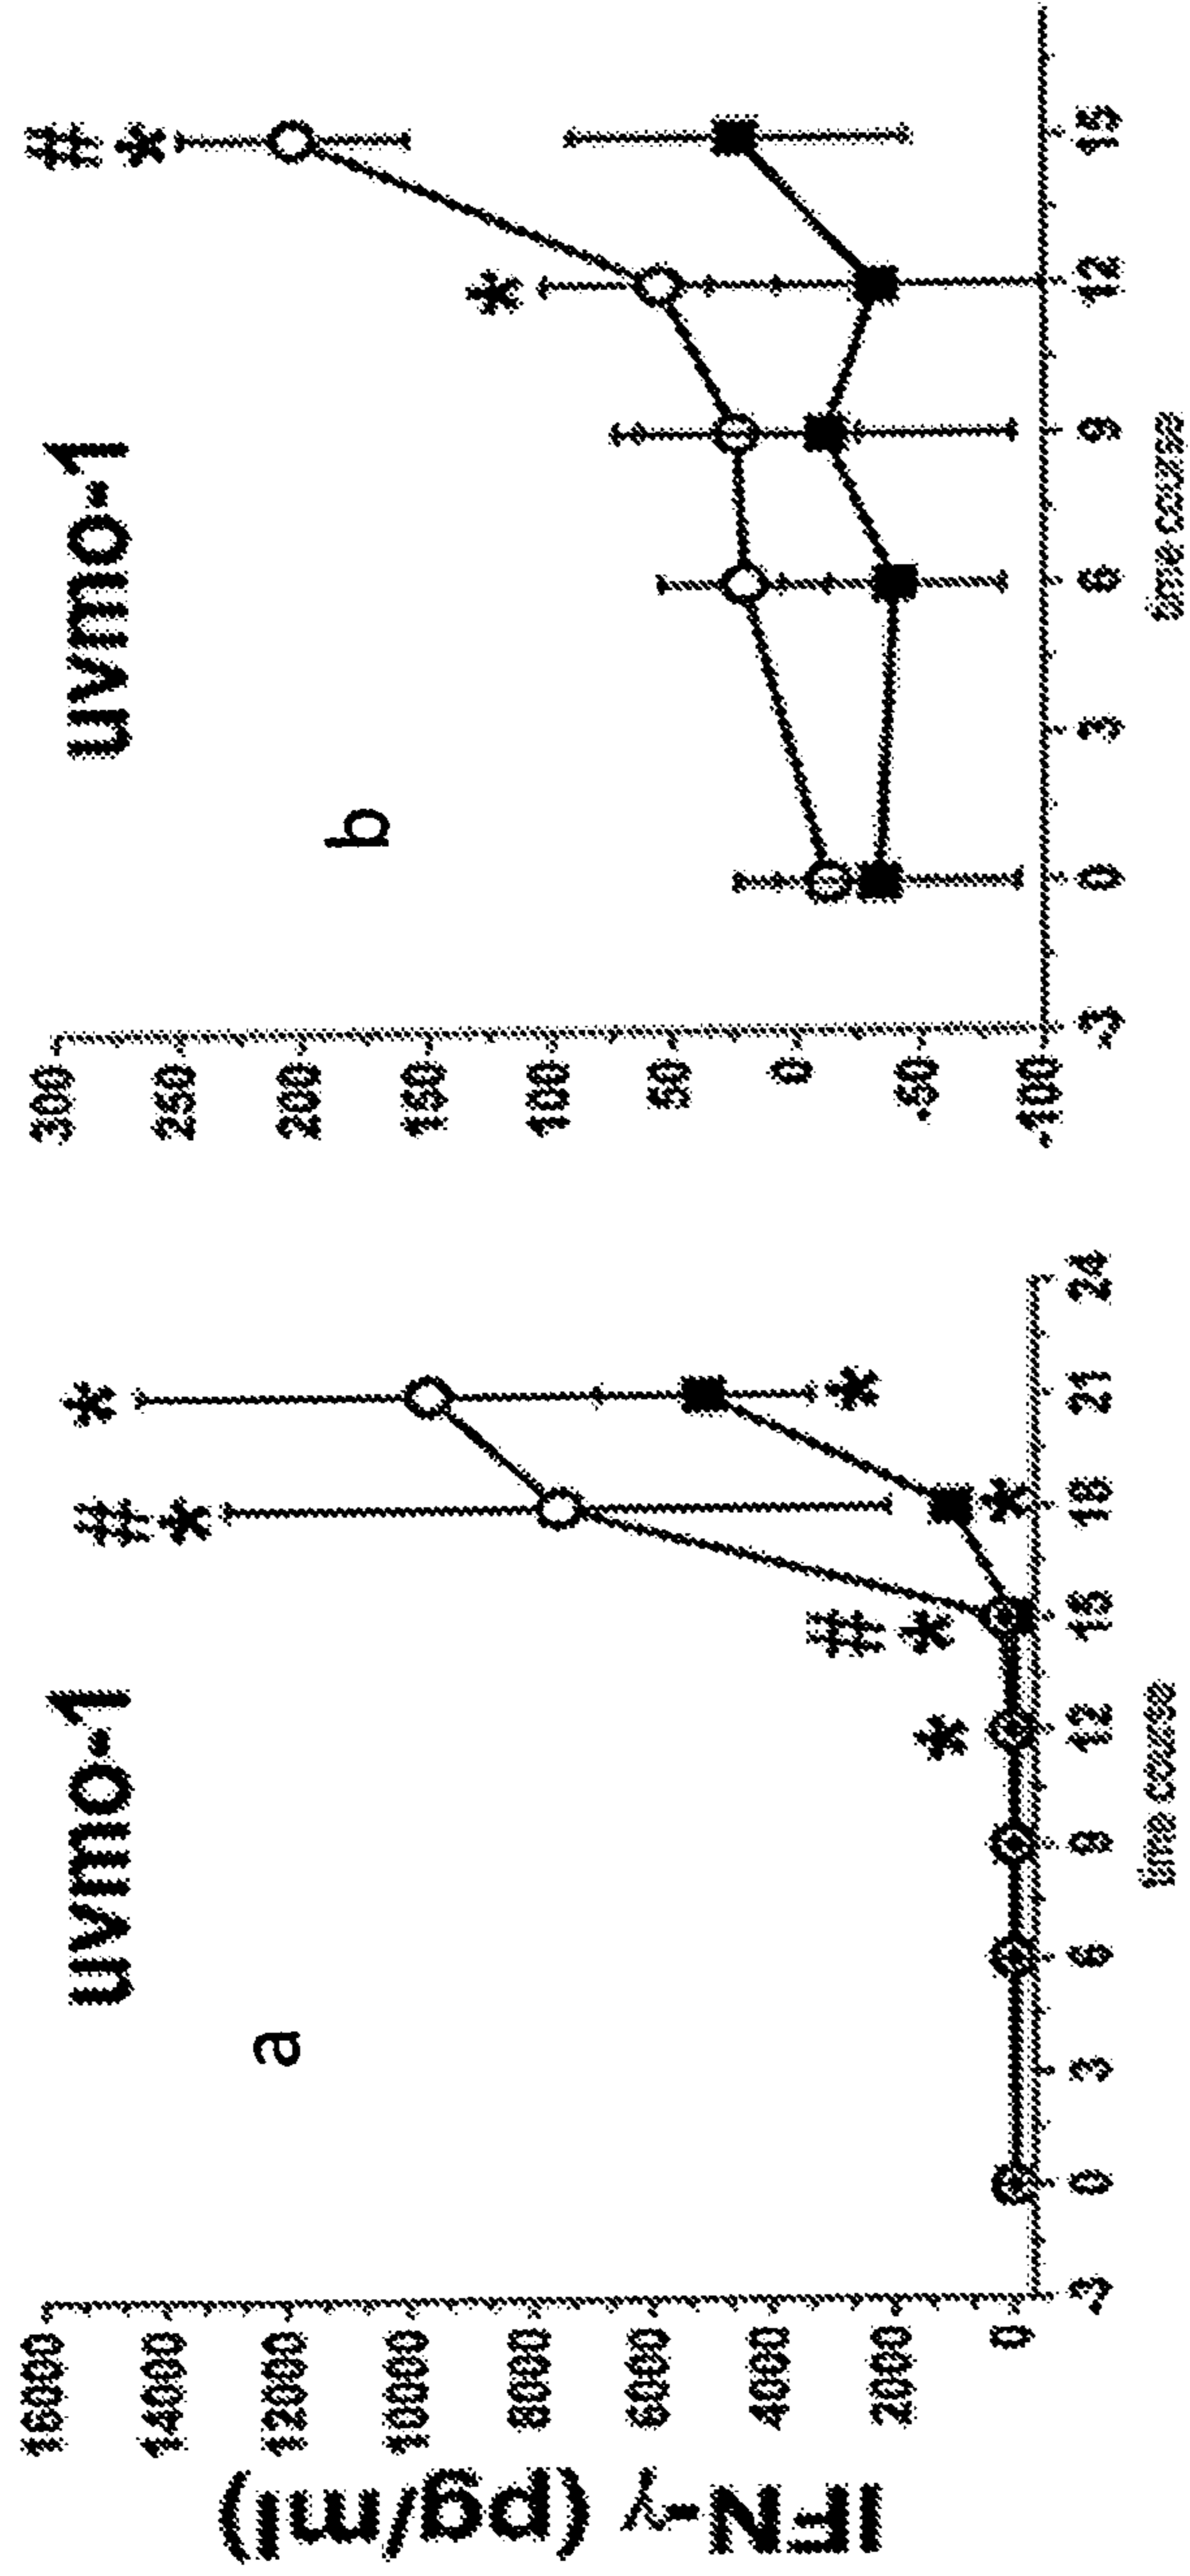 IFN-γ (pg/ml)
uvmo-1
a
16000
14000
12000
10000
8000
6000
4000
2000
0
-3 0 3 6 9 12 15 18 21 24
time course
*
# *
*
# *
*
*
uvmo-1
b
300
250
200
150
100
50
0
-50
-100
-3 0 3 6 9 12 15
time course
*
# *